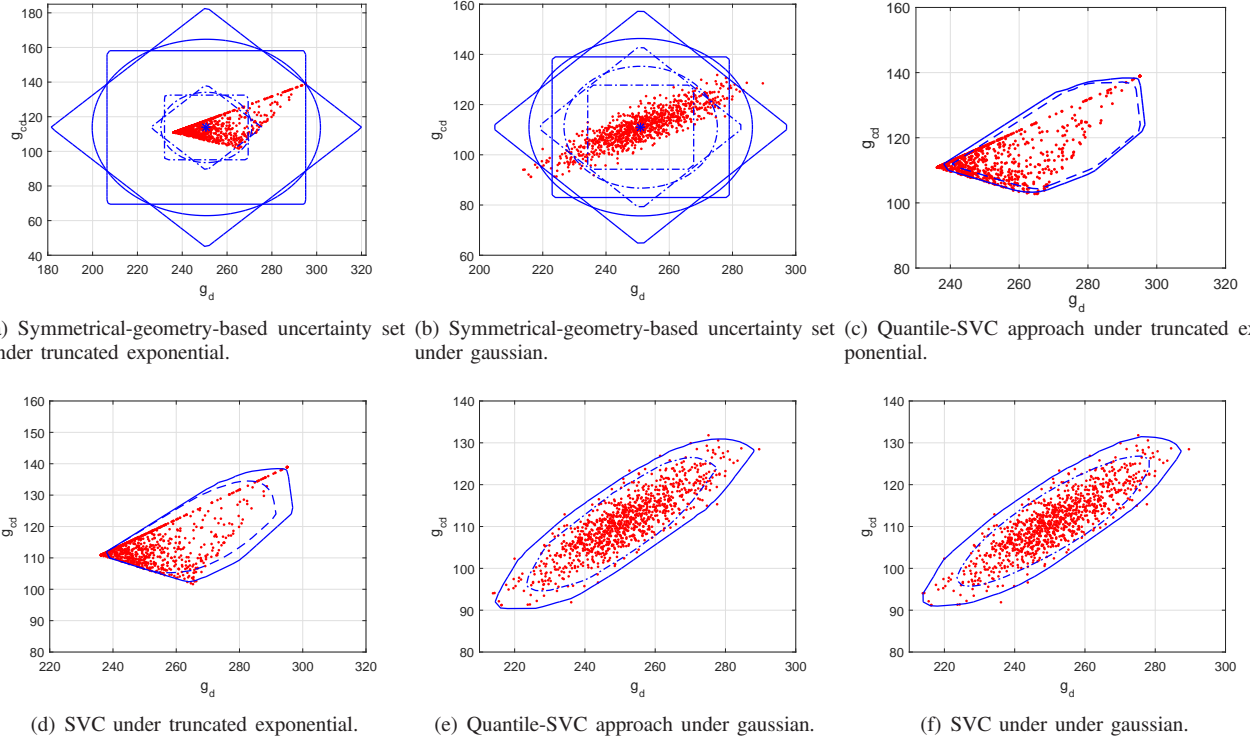 180
160
140
120
100
80
60
40
180 200 220 240 260 280 300 320
g_cd
g_d
160
140
120
100
80
60
200 220 240 260 280 300
g_cd
g_d
160
140
120
100
80
240 260 280 300 320
g_cd
g_d
) Symmetrical-geometry-based uncertainty set
nder truncated exponential.
(b) Symmetrical-geometry-based uncertainty set
under gaussian.
(c) Quantile-SVC approach under truncated ex
ponential.
160
150
140
130
120
110
100
90
80
220 240 260 280 300 320
g_cd
g_d
140
130
120
110
100
90
80
220 240 260 280 300
g_cd
g_d
140
130
120
110
100
90
80
220 240 260 280 300
g_cd
g_d
(d) SVC under truncated exponential.
(e) Quantile-SVC approach under gaussian.
(f) SVC under under gaussian.